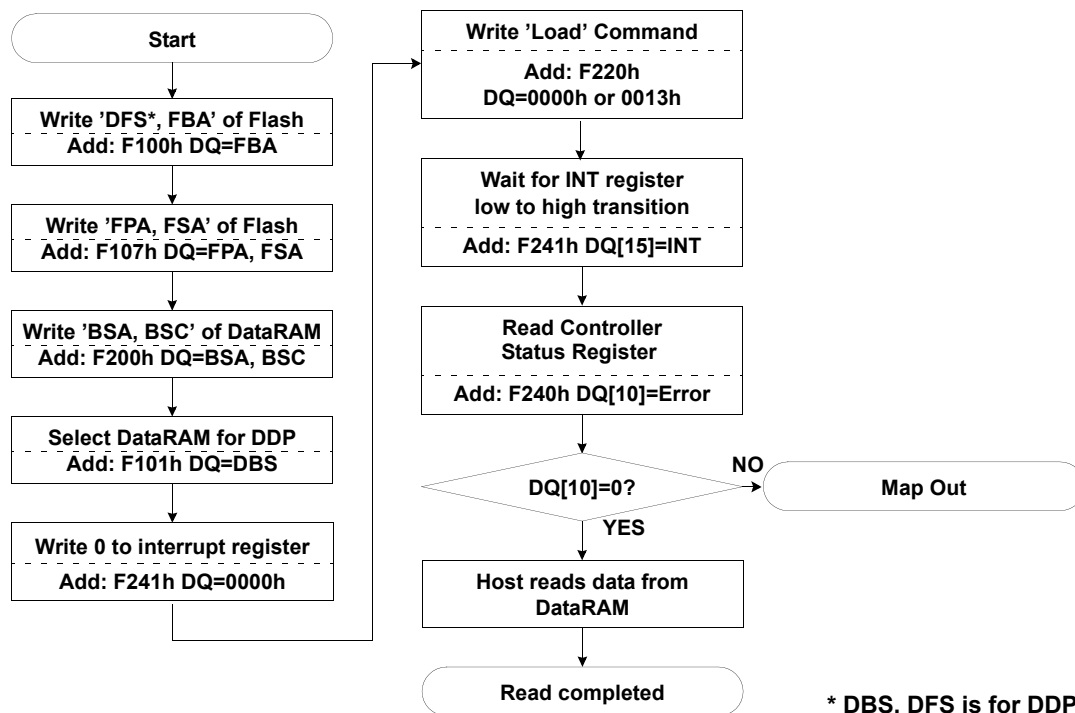 Start
Write ’DFS*, FBA’ of Flash
Add: F100h DQ=FBA
Write ’FPA, FSA’ of Flash
Add: F107h DQ=FPA, FSA
Write ’BSA, BSC’ of DataRAM
Add: F200h DQ=BSA, BSC
Select DataRAM for DDP
Add: F101h DQ=DBS
Write 0 to interrupt register
Add: F241h DQ=0000h
Write ’Load’ Command
Add: F220h
DQ=0000h or 0013h
Wait for INT register
low to high transition
Add: F241h DQ[15]=INT
Read Controller
Status Register
Add: F240h DQ[10]=Error
DQ[10]=0?
NO
Map Out
YES
Host reads data from
DataRAM
Read completed
* DBS, DFS is for DDP